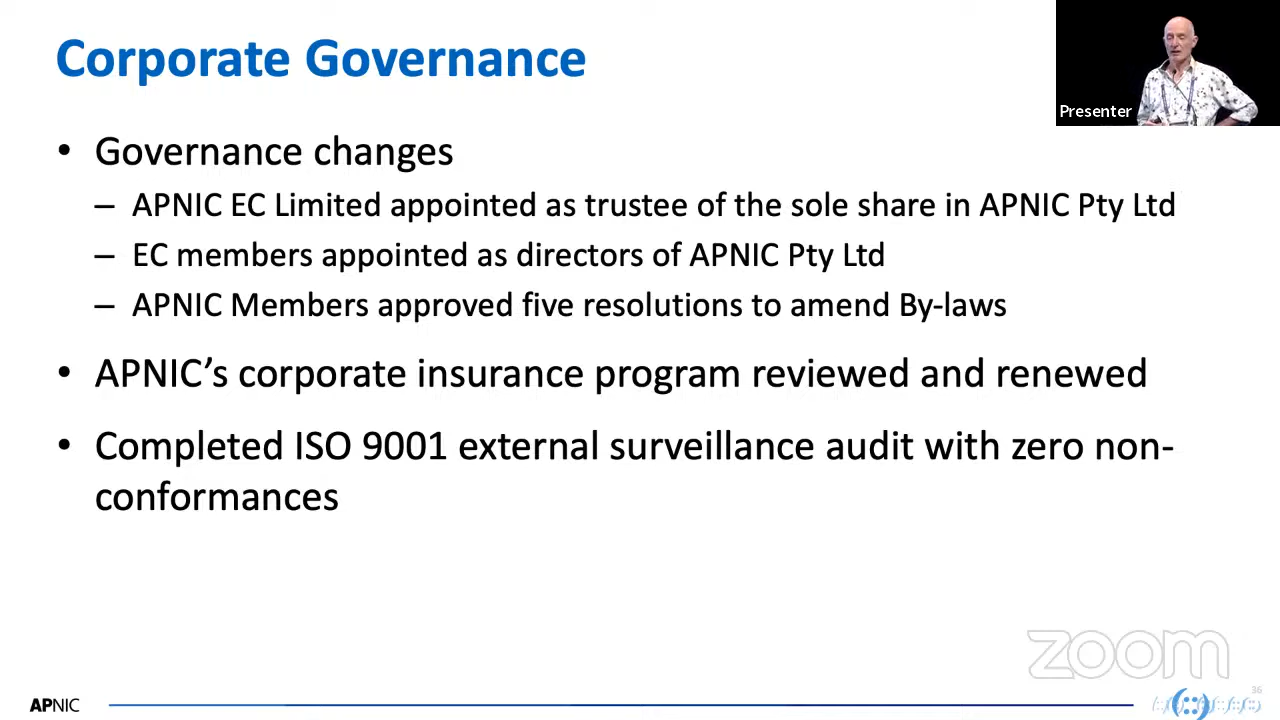 Corporate Governance
Presenter
• Governance changes
– APNIC EC Limited appointed as trustee of the sole share in APNIC Pty Ltd
– EC members appointed as directors of APNIC Pty Ltd
– APNIC Members approved five resolutions to amend By-laws
• APNIC’s corporate insurance program reviewed and renewed
• Completed ISO 9001 external surveillance audit with zero non-
conformances
zoom
36
APNIC